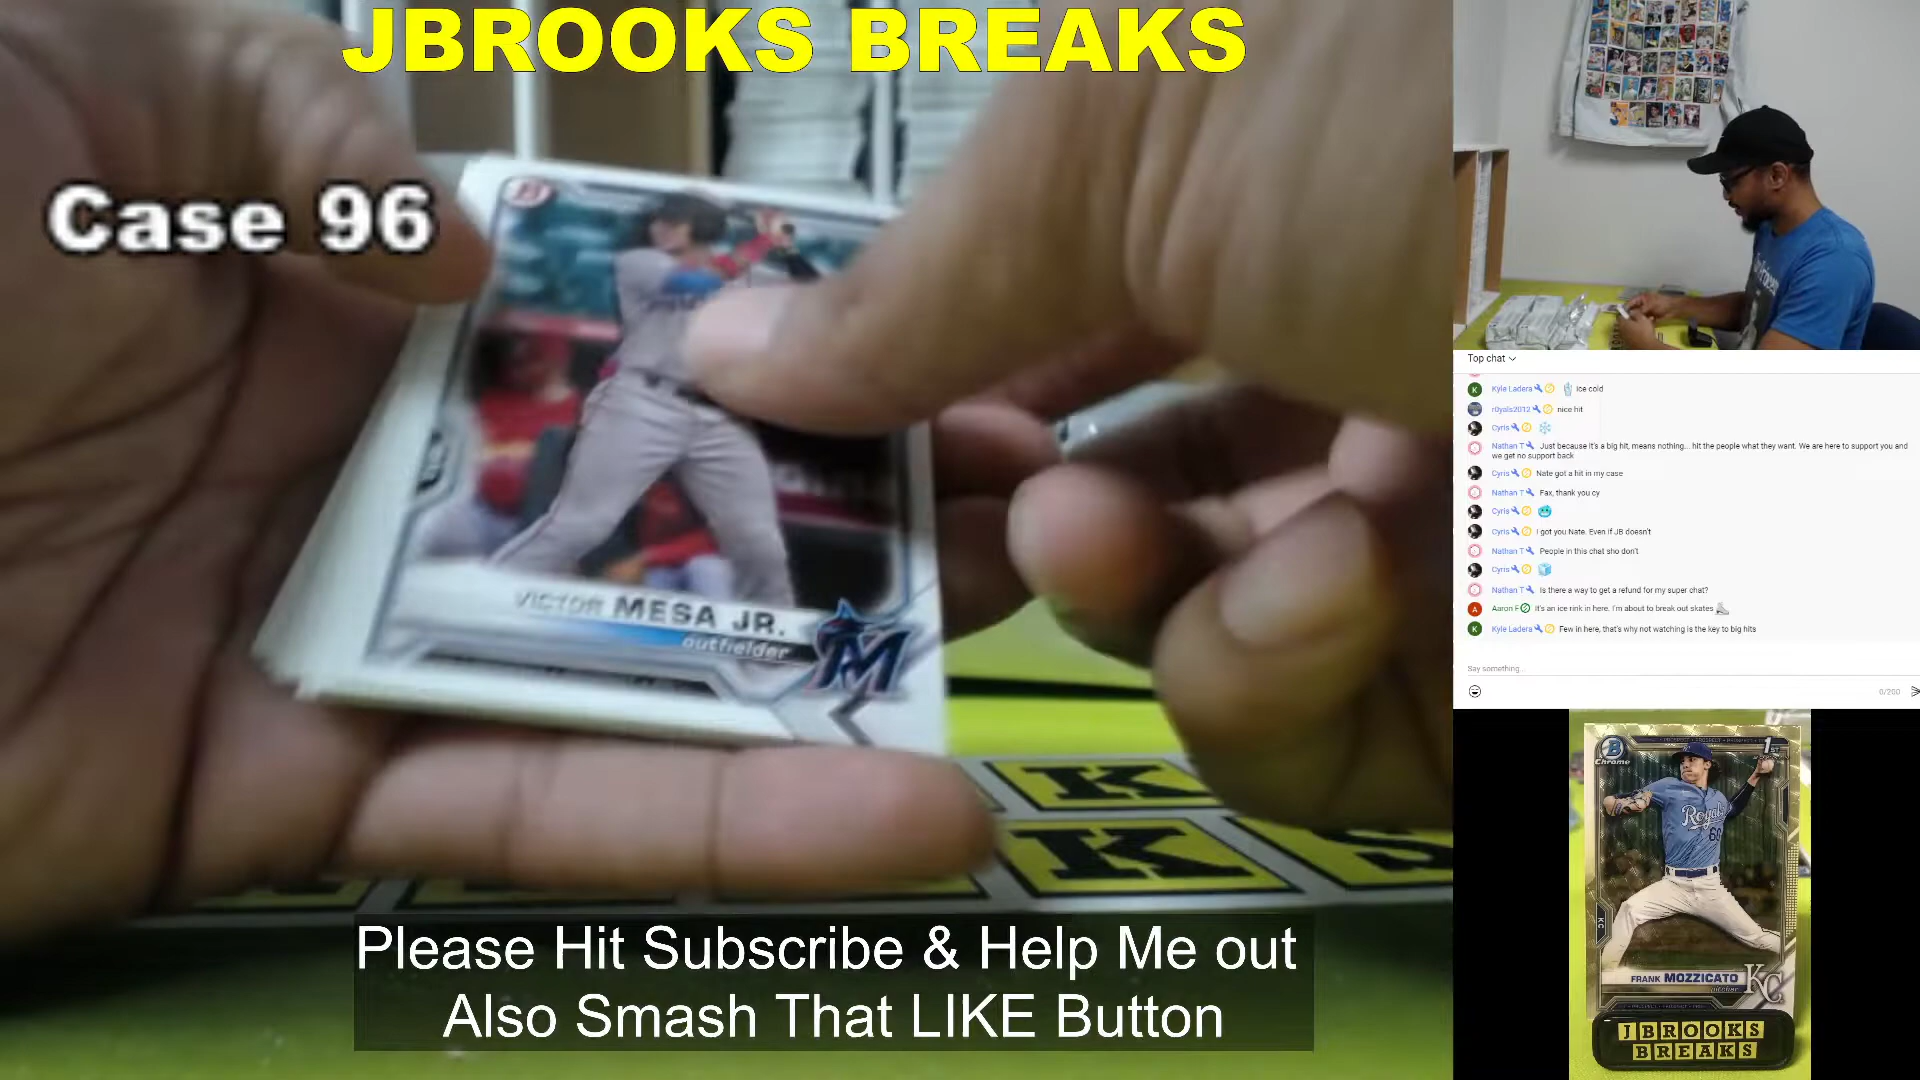 JBROOKS BREAKS
Case 96
VICTOR MESA JR.
outfielder
M
K
K
Please Hit Subscribe & Help Me out
Also Smash That LIKE Button
Top chat
Kyle Ladera ice cold
r0yals2012 nice hit
Cyris
Nathan T Just because it's a big hit, means nothing... hit the people what they want. We are here to support you and
we get no support back
Cyris Nate got a hit in my case
Nathan T Fax, thank you cy
Cyris
Cyris I got you Nate. Even if JB doesn't
Nathan T People in this chat sho don't
Cyris
Nathan T Is there a way to get a refund for my super chat?
Aaron F It's an ice rink in here. I'm about to break out skates
Kyle Ladera Few in here, that's why not watching is the key to big hits
Say something...
0/200
B
Chrome
1st
Royals
FRANK MOZZICATO
pitcher
KC
JBROOKS
BREAKS